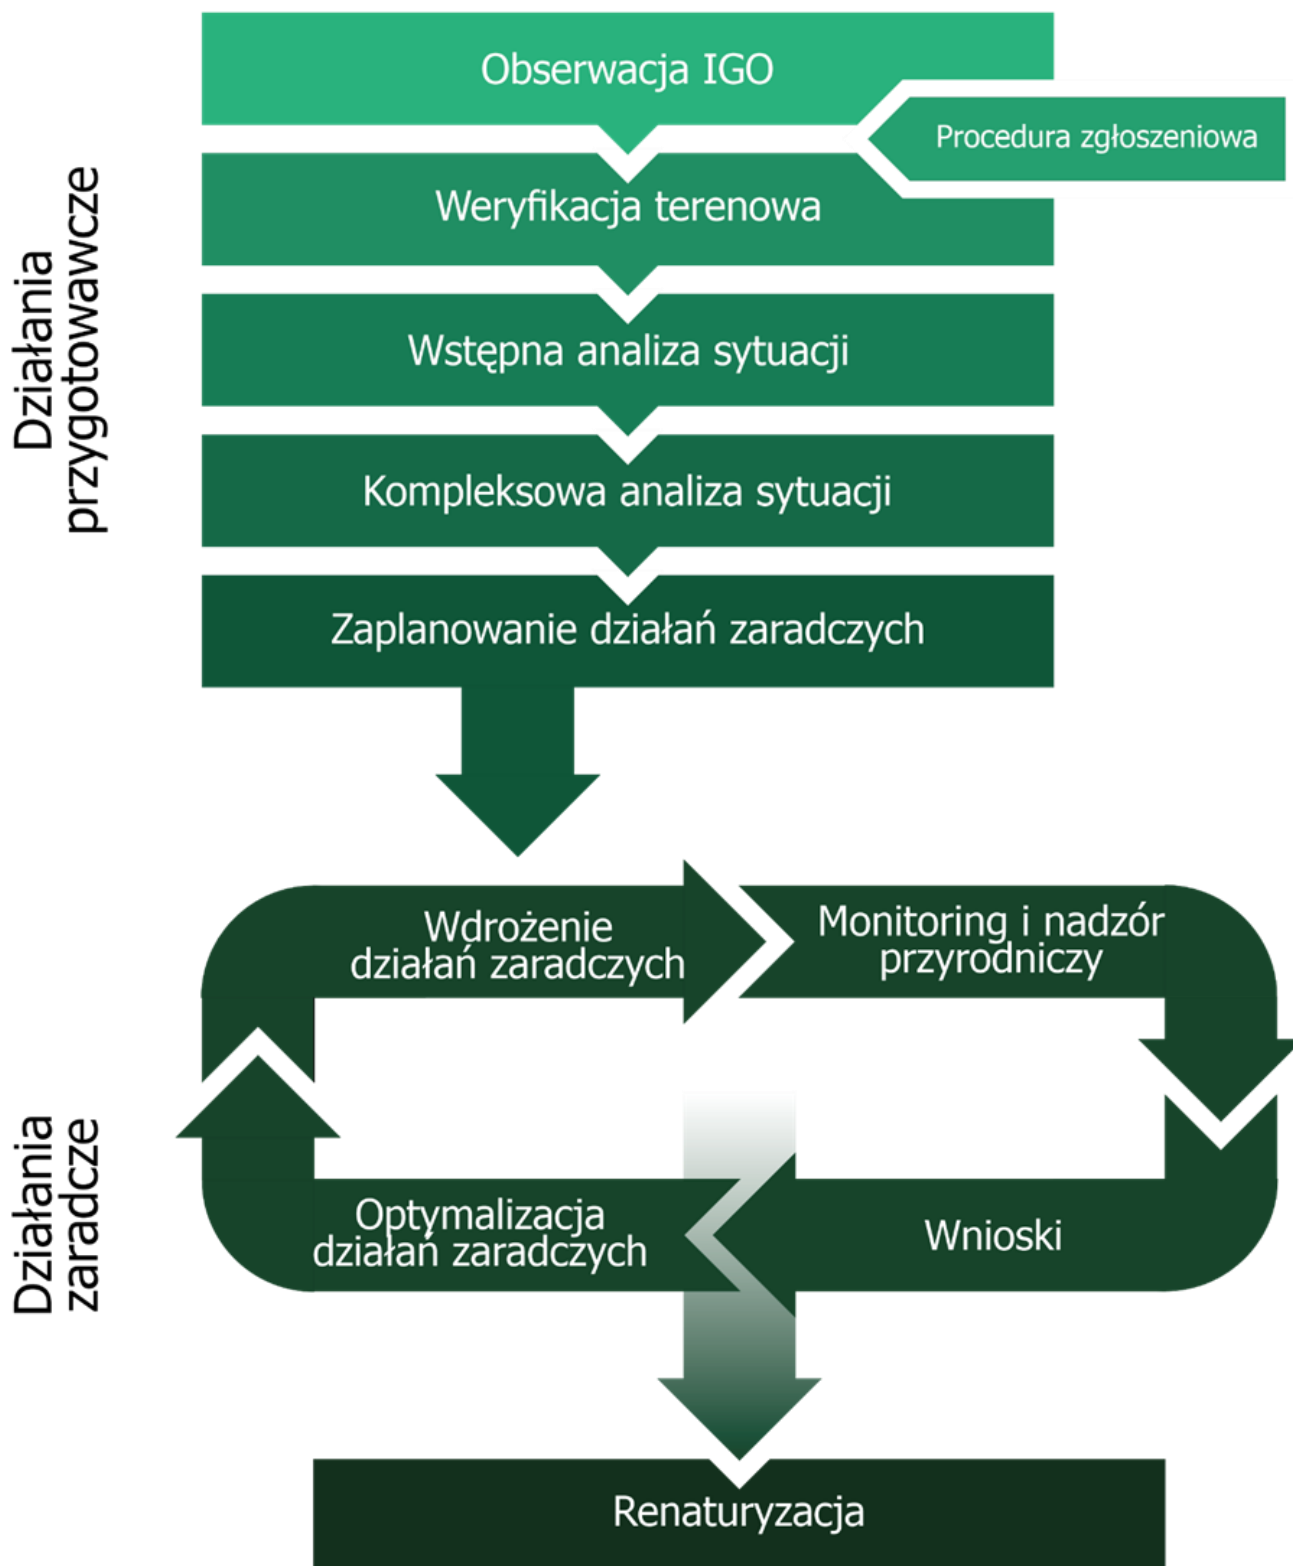 Obserwacja IGO
Procedura zgłoszeniowa
Weryfikacja terenowa
Wstępna analiza sytuacji
Kompleksowa analiza sytuacji
Zaplanowanie działań zaradczych
Działania
przygotowawcze
Wdrożenie
działań zaradczych
Monitoring i nadzór
przyrodniczy
Wnioski
Optymalizacja
działań zaradczych
Działania
zaradcze
Renaturyzacja